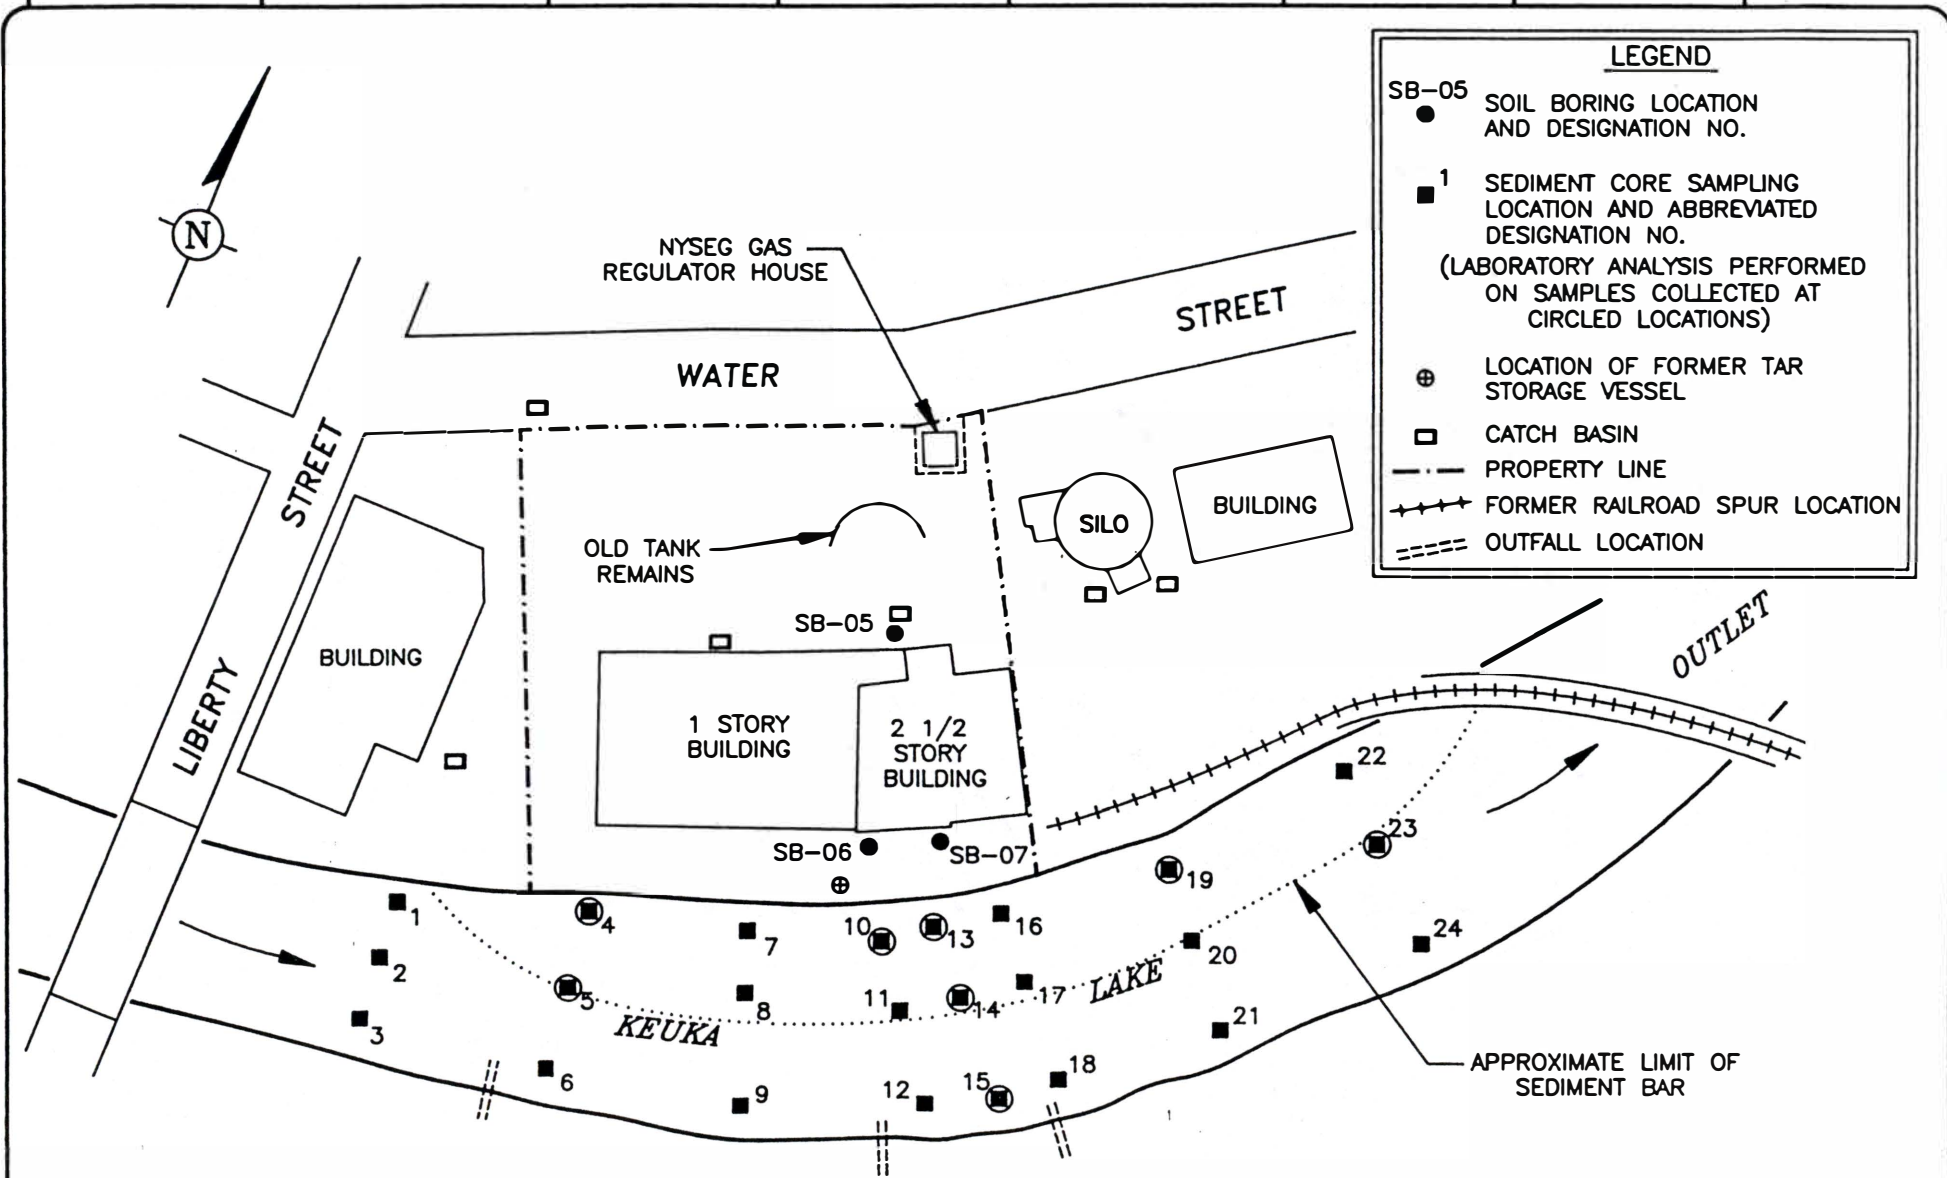 LEGEND
SB-05
SOIL BORING LOCATION
AND DESIGNATION NO.
1
SEDIMENT CORE SAMPLING
LOCATION AND ABBREVIATED
DESIGNATION NO.
(LABORATORY ANALYSIS PERFORMED
ON SAMPLES COLLECTED AT
CIRCLED LOCATIONS)
LOCATION OF FORMER TAR
STORAGE VESSEL
CATCH BASIN
PROPERTY LINE
FORMER RAILROAD SPUR LOCATION
OUTFALL LOCATION
N
NYSEG GAS
REGULATOR HOUSE
WATER
STREET
LIBERTY
STREET
BUILDING
OLD TANK
REMAINS
SILO
BUILDING
SB-05
1 STORY
BUILDING
2 1/2
STORY
BUILDING
SB-06
SB-07
KEUKA
LAKE
OUTLET
1
2
3
4
5
6
7
8
9
10
11
12
13
14
15
16
17
18
19
20
21
22
23
24
APPROXIMATE LIMIT OF
SEDIMENT BAR